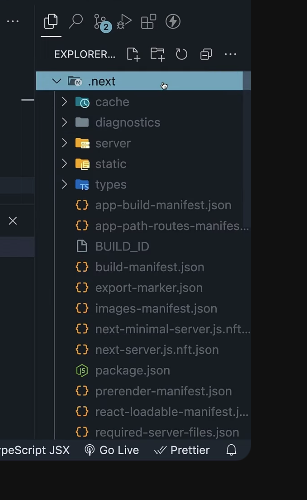 2
EXPLORER...
.next
cache
diagnostics
server
static
types
app-build-manifest.json
app-path-routes-manifes...
BUILD_ID
build-manifest.json
export-marker.json
images-manifest.json
next-minimal-server.js.nft...
next-server.js.nft.json
package.json
prerender-manifest.json
react-loadable-manifest.j...
required-server-files.json
ypeScript JSX Go Live Prettier